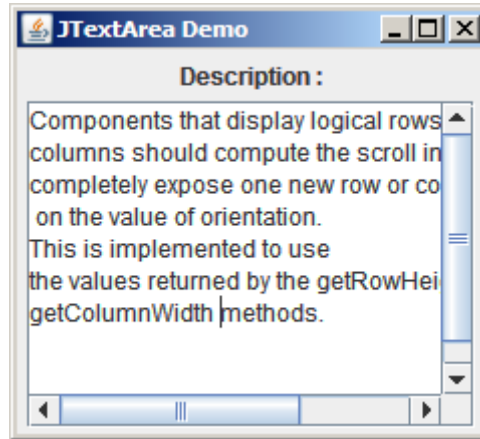 JTextArea Demo
Description :
Components that display logical rows
columns should compute the scroll in
completely expose one new row or co
on the value of orientation.
This is implemented to use
the values returned by the getRowHei
getColumnWidth methods.